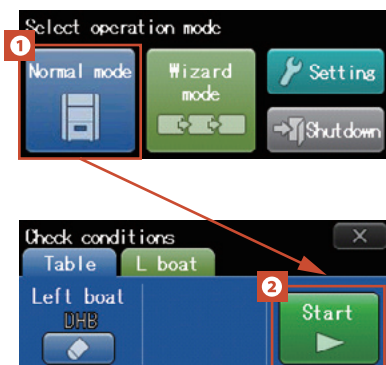 Select operation mode
1
Normal mode
Wizard
mode
Setting
Shutdown
Check conditions
Table
L boat
2
Left boat
DHB
Start